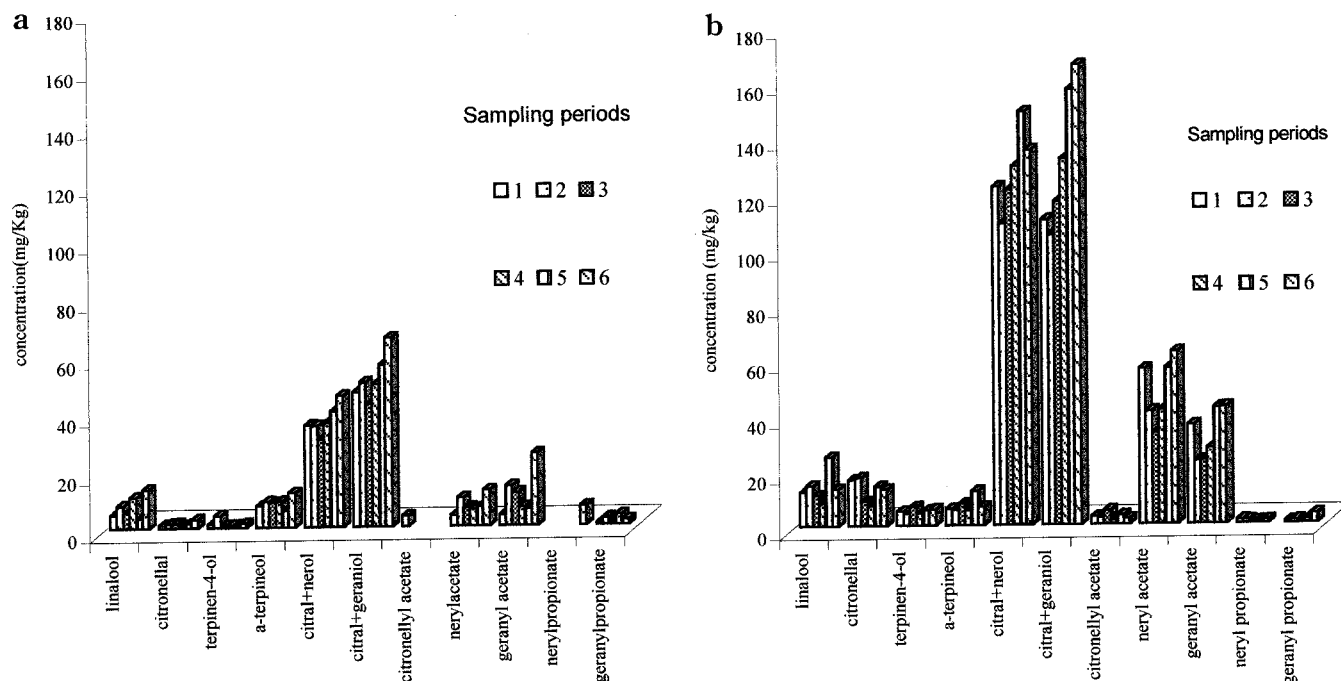 a
180
160
140
120
100
80
60
40
20
0
concentration(mg/Kg)
Sampling periods
1 2 3
4 5 6
linalool
citronellal
terpinen-4-ol
a-terpineol
citral+nerol
citral+geraniol
citronellyl acetate
nerylacetate
geranyl acetate
nerylpropionate
geranylpropionate
b
180
160
140
120
100
80
60
40
20
0
concentration (mg/kg)
Sampling periods
1 2 3
4 5 6
linalool
citronellal
terpinen-4-ol
a-terpineol
citral+nerol
citral+geraniol
citronellyl acetate
neryl acetate
geranyl acetate
neryl propionate
geranyl propionate